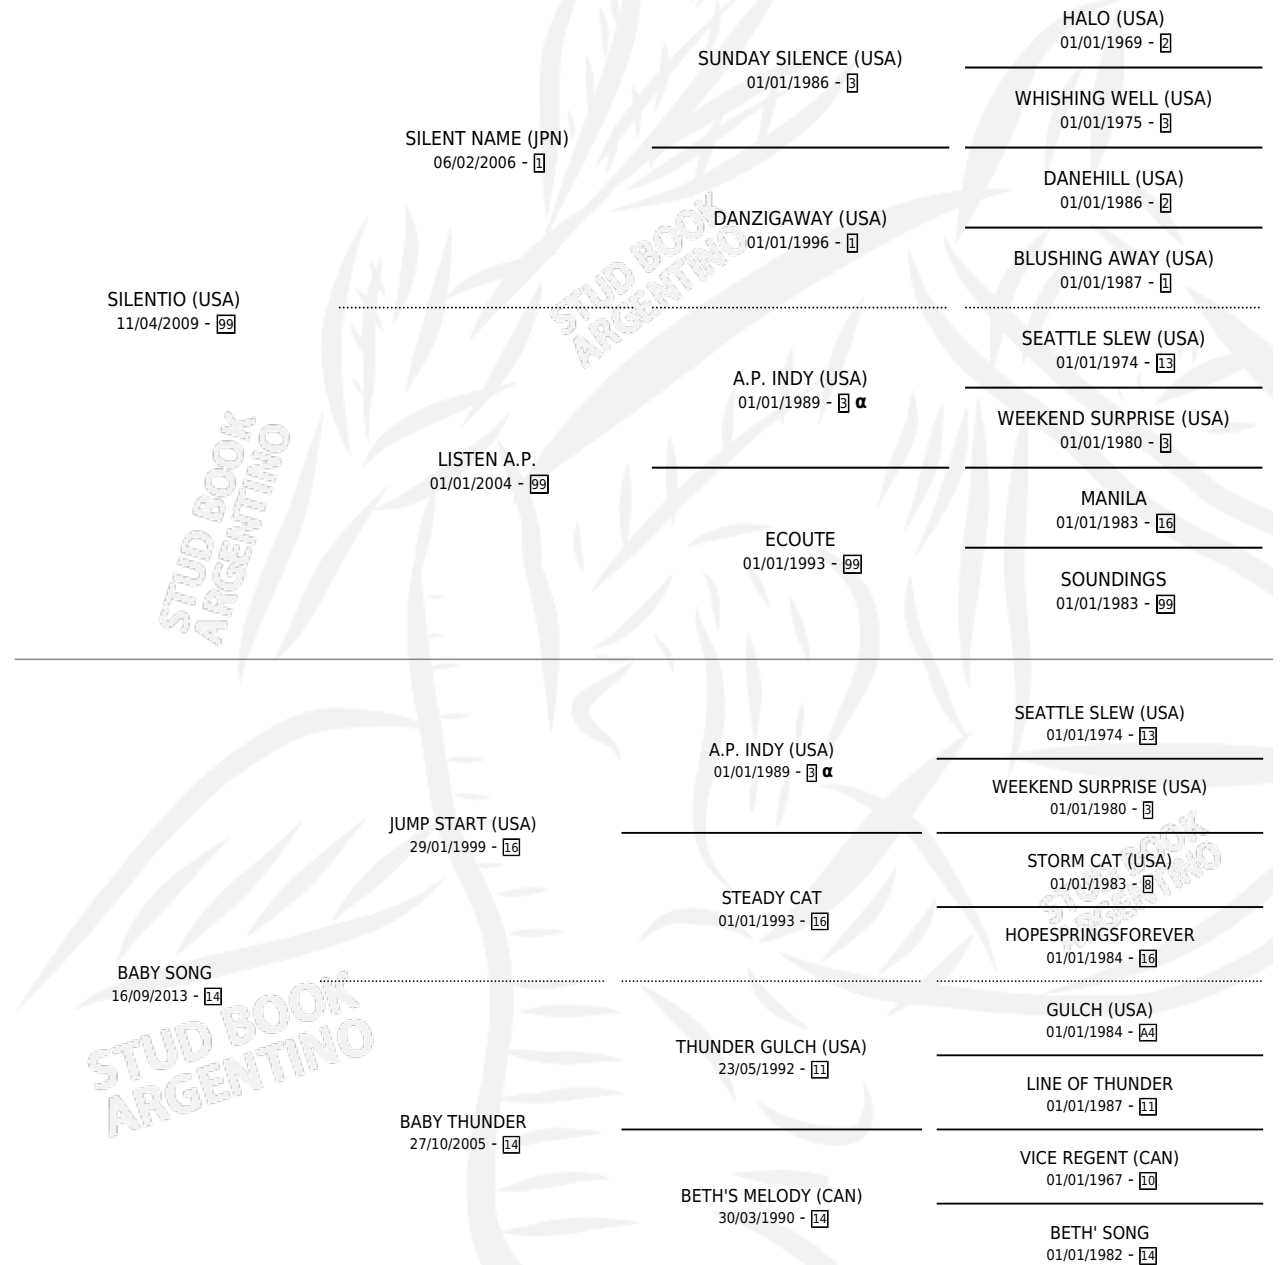 HALO (USA)
01/01/1969 - 2
SUNDAY SILENCE (USA)
01/01/1986 - 3
WHISHING WELL (USA)
01/01/1975 - 3
SILENT NAME (JPN)
06/02/2006 - 1
DANEHILL (USA)
01/01/1986 - 2
DANZIGAWAY (USA)
01/01/1996 - 1
BLUSHING AWAY (USA)
01/01/1987 - 1
STUD BOOK
ARGENTINO
SILENTIO (USA)
11/04/2009 - 99
SEATTLE SLEW (USA)
01/01/1974 - 13
A.P. INDY (USA)
01/01/1989 - 3 α
WEEKEND SURPRISE (USA)
01/01/1980 - 3
LISTEN A.P.
01/01/2004 - 99
MANILA
01/01/1983 - 16
ECOUTE
01/01/1993 - 99
SOUNDINGS
01/01/1983 - 99
STUD BOOK
ARGENTINO
SEATTLE SLEW (USA)
01/01/1974 - 13
A.P. INDY (USA)
01/01/1989 - 3 α
WEEKEND SURPRISE (USA)
01/01/1980 - 3
JUMP START (USA)
29/01/1999 - 16
STORM CAT (USA)
01/01/1983 - 8
STEADY CAT
01/01/1993 - 16
HOPESPRINGSFOREVER
01/01/1984 - 16
STUD BOOK
ARGENTINO
BABY SONG
16/09/2013 - 14
GULCH (USA)
01/01/1984 - A4
THUNDER GULCH (USA)
23/05/1992 - 11
LINE OF THUNDER
01/01/1987 - 11
BABY THUNDER
27/10/2005 - 14
VICE REGENT (CAN)
01/01/1967 - 10
BETH'S MELODY (CAN)
30/03/1990 - 14
BETH' SONG
01/01/1982 - 14
STUD BOOK
ARGENTINO